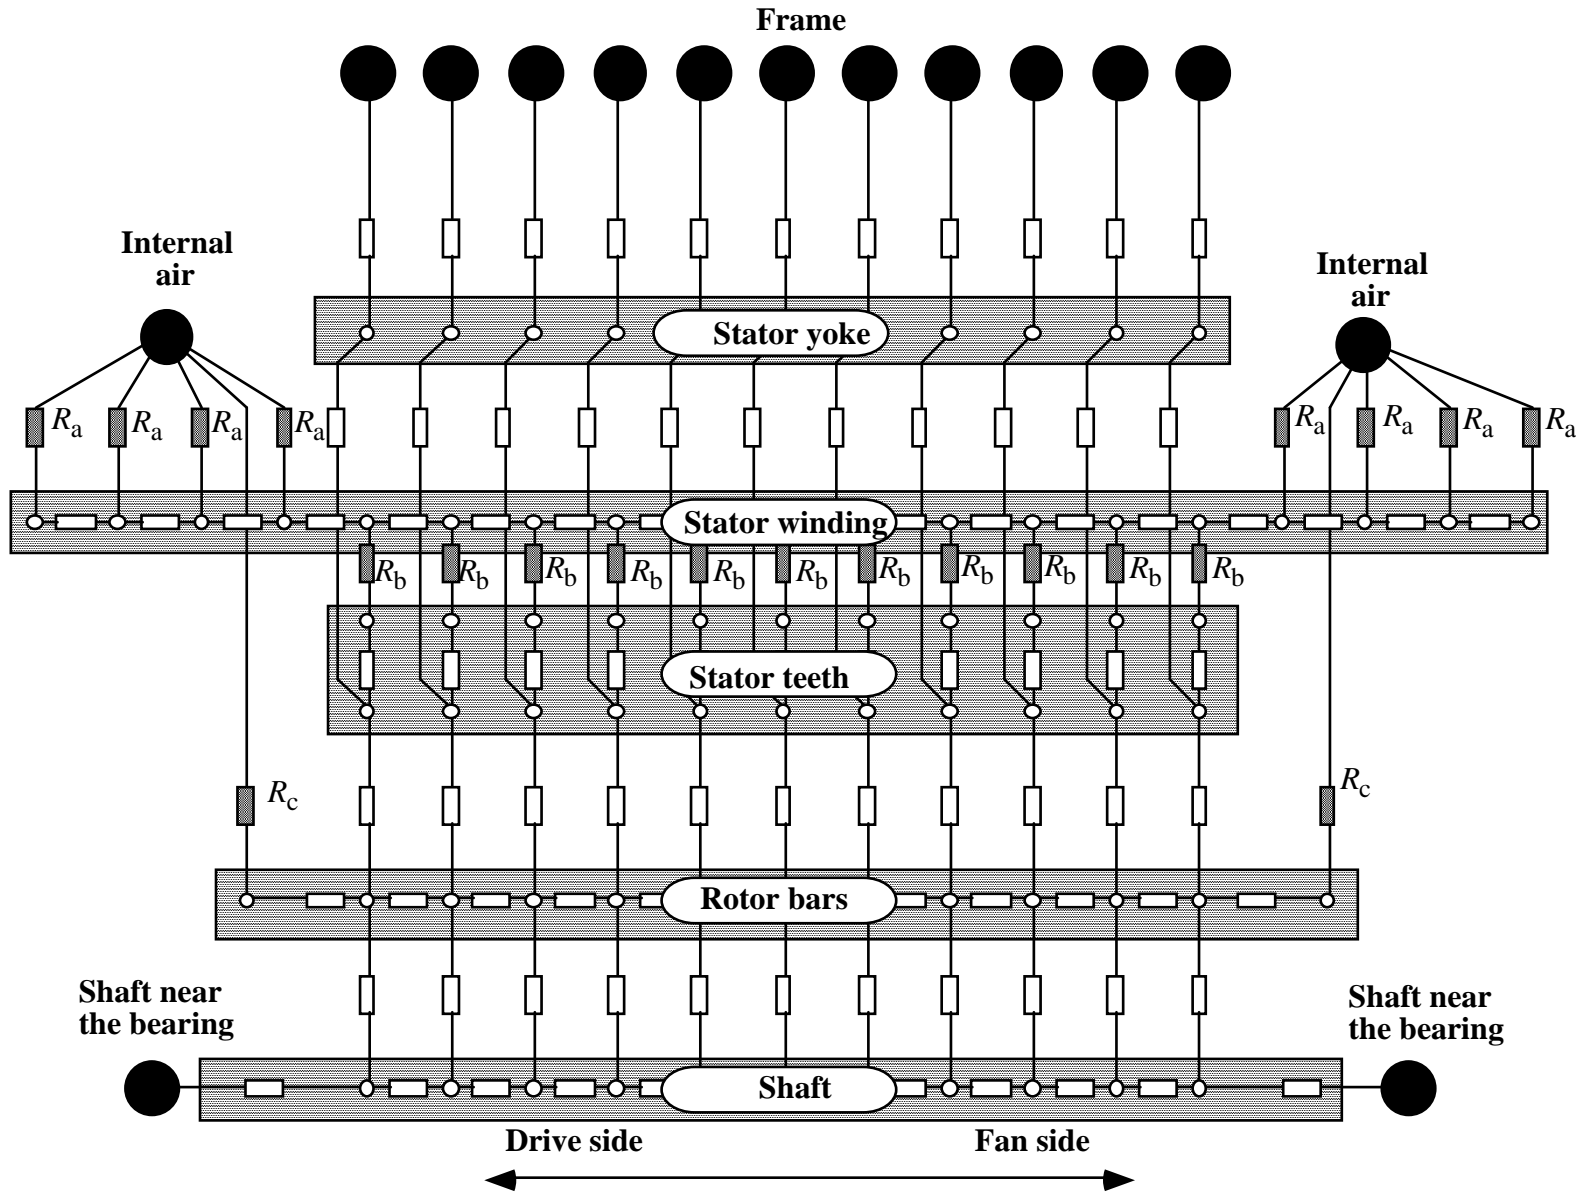 Frame
Internal
air
Internal
air
Stator yoke
Ra Ra Ra Ra Ra Ra Ra Ra
Stator winding
Rb Rb Rb Rb Rb Rb Rb Rb Rb Rb Rb
Stator teeth
Rc Rc
Rotor bars
Shaft near
the bearing
Shaft near
the bearing
Shaft
Drive side Fan side